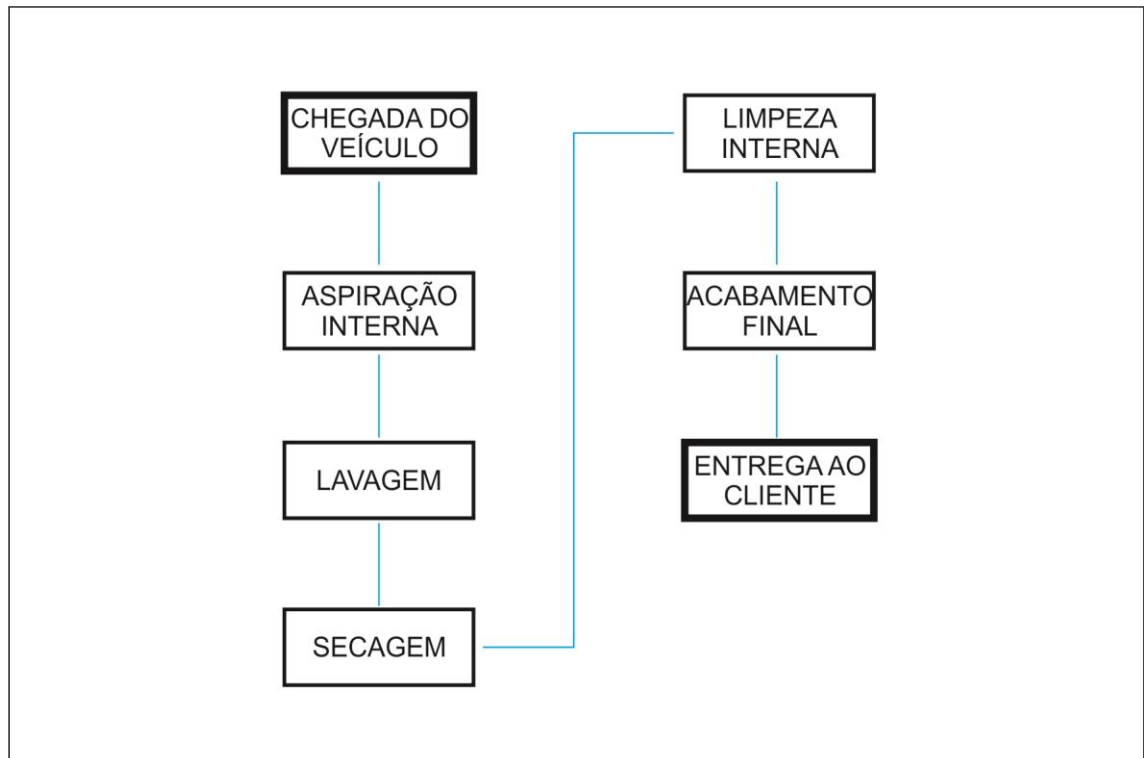 CHEGADA DO
VEÍCULO
ASPIRAÇÃO
INTERNA
LAVAGEM
SECAGEM
LIMPEZA
INTERNA
ACABAMENTO
FINAL
ENTREGA AO
CLIENTE